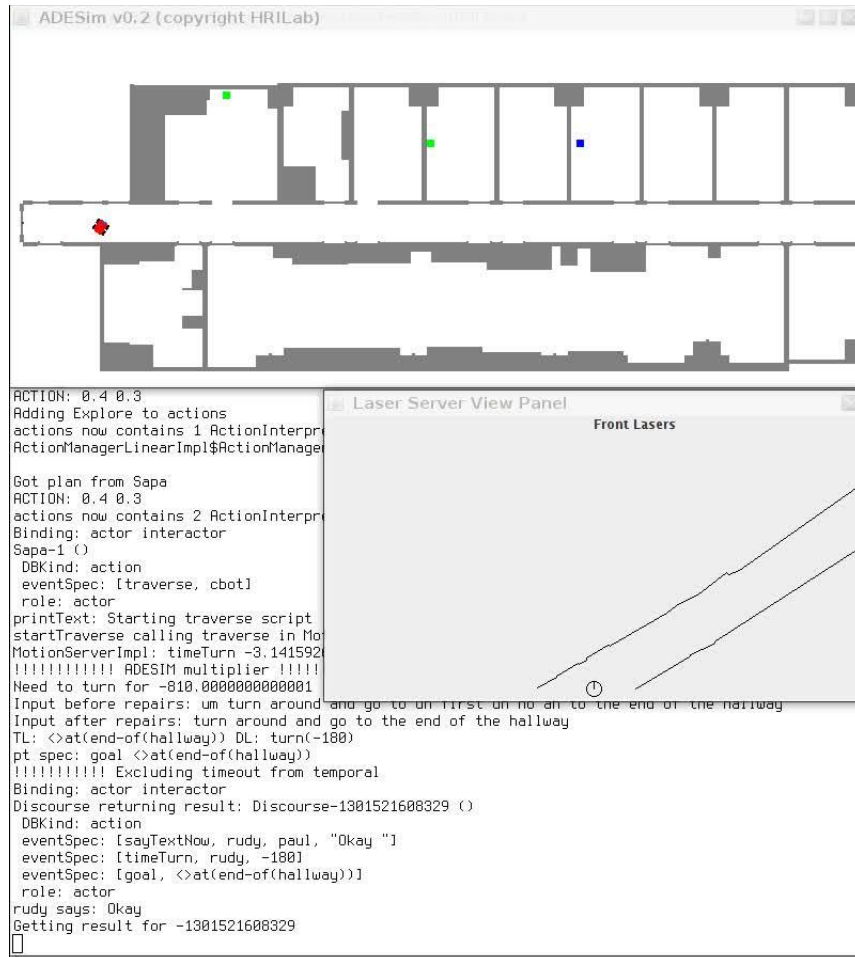 ADESim v0.2 (copyright HRILab)
ACTION: 0.4 0.3
Adding Explore to actions
actions now contains 1 ActionInterpre
ActionManagerLinearImpl$ActionManage
Got plan from Sapa
ACTION: 0.4 0.3
actions now contains 2 ActionInterpre
Binding: actor interactor
Sapa-1 ()
DBKind: action
eventSpec: [traverse, cbot]
role: actor
printText: Starting traverse script
startTraverse calling traverse in Mo
MotionServerImpl: timeTurn -3.1415926
!!!!!!!!!!!! ADESIM multiplier !!!!!
Need to turn for -810.0000000000001
Laser Server View Panel
Front Lasers
Input before repairs: um turn around and go to uh first uh no ah to the end of the hallway
Input after repairs: turn around and go to the end of the hallway
TL: <>at(end-of(hallway)) DL: turn(-180)
pt spec: goal <>at(end-of(hallway))
!!!!!!!!!!! Excluding timeout from temporal
Binding: actor interactor
Discourse returning result: Discourse-1301521608329 ()
DBKind: action
eventSpec: [sayTextNow, rudy, paul, "Okay "]
eventSpec: [timeTurn, rudy, -180]
eventSpec: [goal, <>at(end-of(hallway))]
role: actor
rudy says: Okay
Getting result for -1301521608329